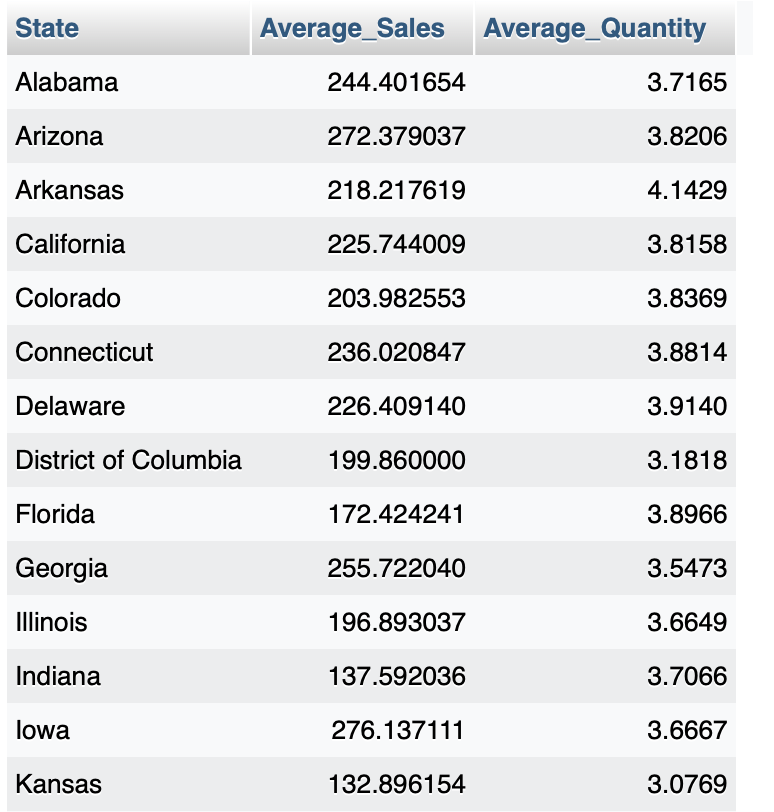 State Average_Sales Average_Quantity
Alabama 244.401654 3.7165
Arizona 272.379037 3.8206
Arkansas 218.217619 4.1429
California 225.744009 3.8158
Colorado 203.982553 3.8369
Connecticut 236.020847 3.8814
Delaware 226.409140 3.9140
District of Columbia 199.860000 3.1818
Florida 172.424241 3.8966
Georgia 255.722040 3.5473
Illinois 196.893037 3.6649
Indiana 137.592036 3.7066
Iowa 276.137111 3.6667
Kansas 132.896154 3.0769